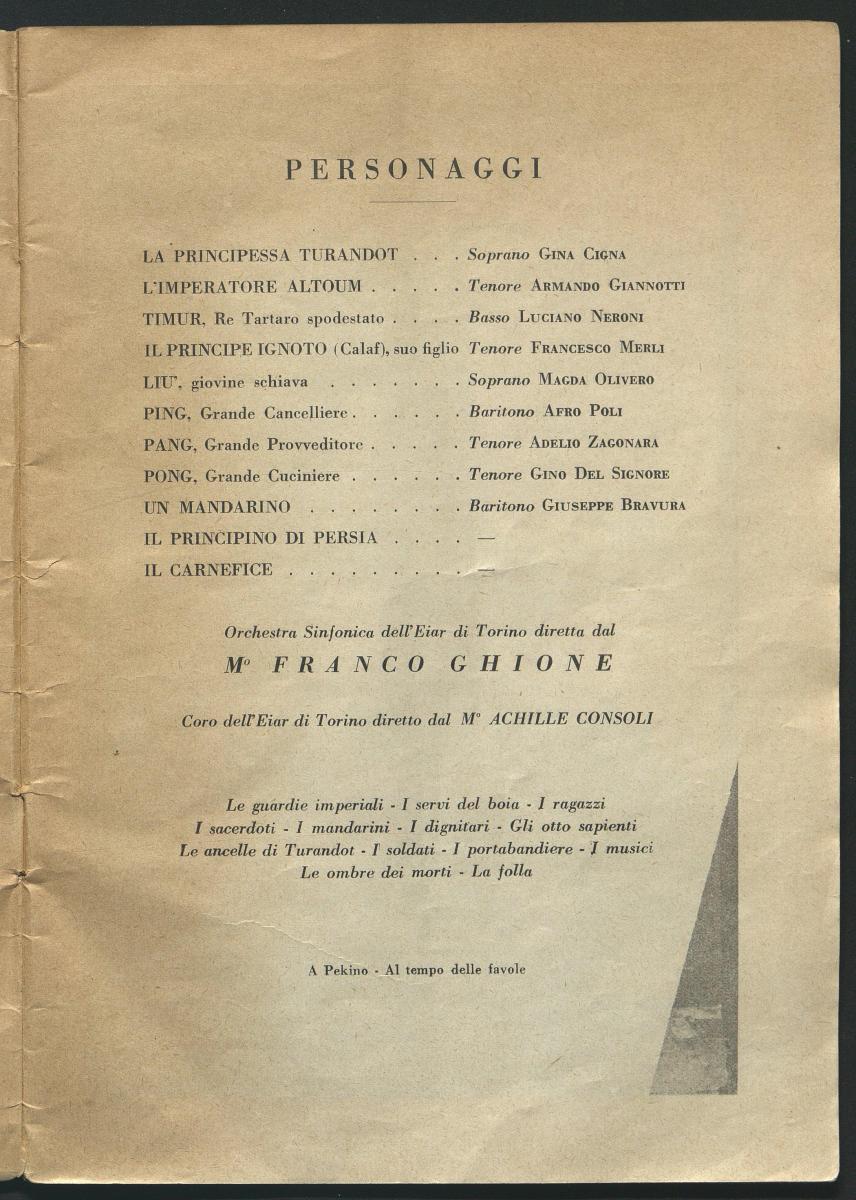 PERSONAGGI
LA PRINCIPESSA TURANDOT . . . Soprano GINA CIGNA
L'IMPERATORE ALTOUM . . . . . Tenore ARMANDO GIANNOTTI
TIMUR, Re Tartaro spodestato . . . . Basso LUCIANO NERONI
IL PRINCIPE IGNOTO (Calaf), suo figlio Tenore FRANCESCO MERLI
LIU', giovine schiava . . . . . . . Soprano MAGDA OLIVERO
PING, Grande Cancelliere . . . . . . Baritono AFRO POLI
PANG, Grande Provveditore . . . . . Tenore ADELIO ZAGONARA
PONG, Grande Cuciniere . . . . . . Tenore GINO DEL SIGNORE
UN MANDARINO . . . . . . . . Baritono GIUSEPPE BRAVURA
IL PRINCIPINO DI PERSIA . . . . —
IL CARNEFICE . . . . . . . . . —
Orchestra Sinfonica dell'Eiar di Torino diretta dal
Mº FRANCO GHIONE
Coro dell'Eiar di Torino diretto dal Mº ACHILLE CONSOLI
Le guardie imperiali - I servi del boia - I ragazzi
I sacerdoti - I mandarini - I dignitari - Gli otto sapienti
Le ancelle di Turandot - I soldati - I portabandiere - I musici
Le ombre dei morti - La folla
A Pekino - Al tempo delle favole